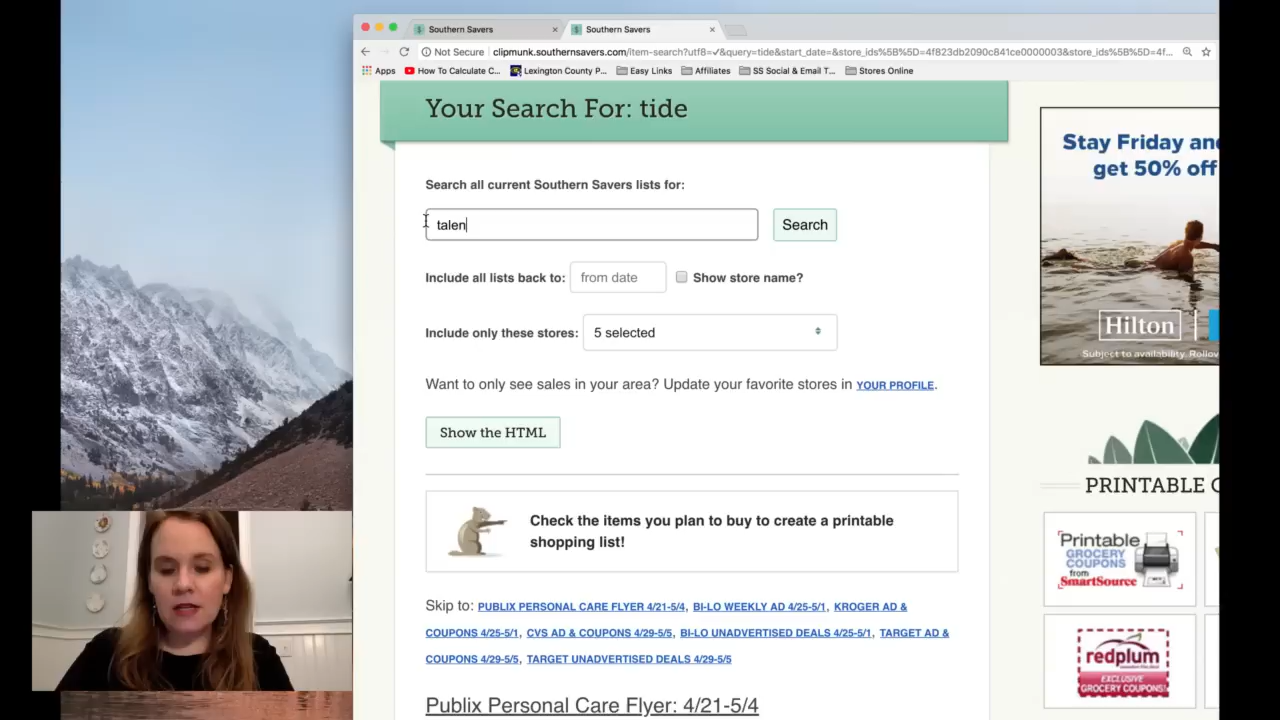 Southern Savers
Southern Savers
Not Secure
clipmunk.southernsavers.com/item-search?utf8=✓&query=tide&start_date=&store_ids%5B%5D=4f823db2090c841ce0000003&store_ids%5B%5D=4f...
Apps
How To Calculate C...
Lexington County P...
Easy Links
Affiliates
SS Social & Email T...
Stores Online
Your Search For: tide
Search all current Southern Savers lists for:
talen
Search
Include all lists back to:
from date
Show store name?
Include only these stores:
5 selected
Want to only see sales in your area? Update your favorite stores in YOUR PROFILE.
Show the HTML
Check the items you plan to buy to create a printable
shopping list!
Skip to: PUBLIX PERSONAL CARE FLYER 4/21-5/4, BI-LO WEEKLY AD 4/25-5/1, KROGER AD &
COUPONS 4/25-5/1, CVS AD & COUPONS 4/29-5/5, BI-LO UNADVERTISED DEALS 4/25-5/1, TARGET AD &
COUPONS 4/29-5/5, TARGET UNADVERTISED DEALS 4/29-5/5
Publix Personal Care Flyer: 4/21-5/4
Stay Friday and
get 50% off
Hilton
Subject to availability. Rollov
PRINTABLE C
Printable
GROCERY
COUPONS
from
SmartSource
redplum
EXCLUSIVE
GROCERY COUPONS!